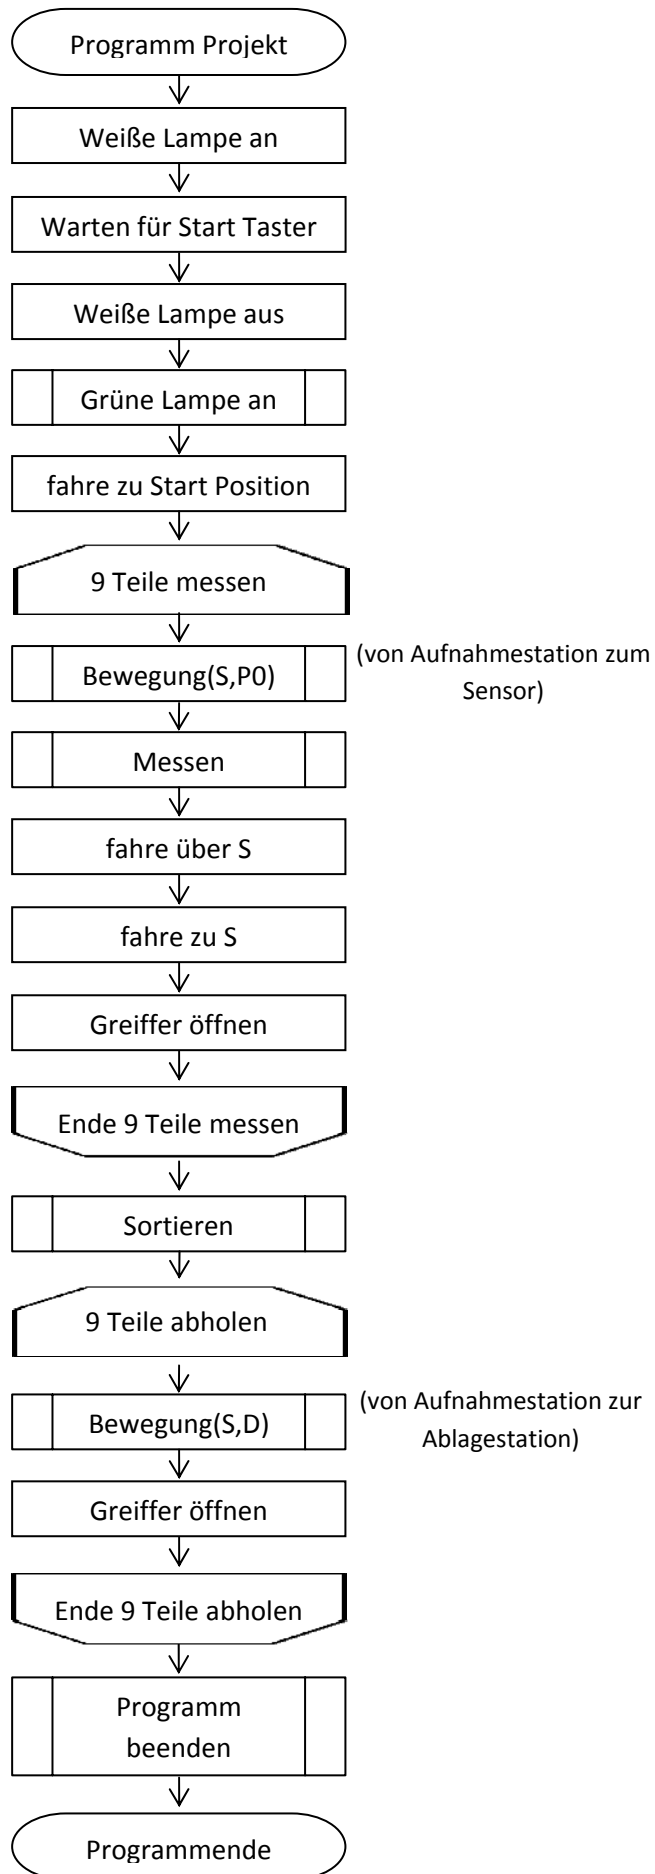 Programm Projekt
Weiße Lampe an
Warten für Start Taster
Weiße Lampe aus
Grüne Lampe an
fahre zu Start Position
9 Teile messen
Bewegung(S,P0)
(von Aufnahmestation zum
Sensor)
Messen
fahre über S
fahre zu S
Greiffer öffnen
Ende 9 Teile messen
Sortieren
9 Teile abholen
Bewegung(S,D)
(von Aufnahmestation zur
Ablagestation)
Greiffer öffnen
Ende 9 Teile abholen
Programm
beenden
Programmende